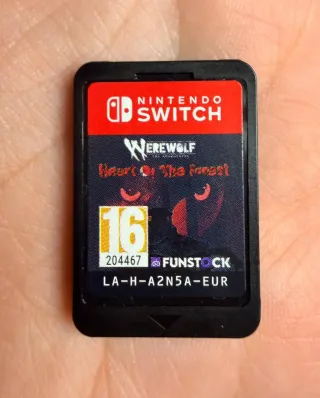 NINTENDO
SWITCH
WEREWOLF
THE APOCALYPSE
Heart Of The Forest
16
204467
FUNSTOCK
LA-H-A2N5A-EUR